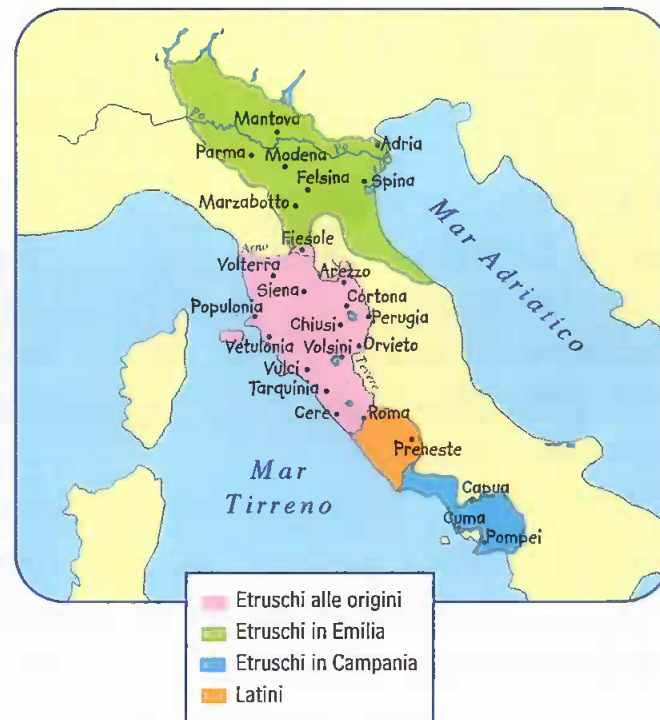 Po
Mantova
Po
Adria
Parma
Modena
Felsina
Spina
Marzabotto
Mar Adriatico
Fiesole
Arno
Volterra
Arezzo
Siena
Cortona
Populonia
Chiusi
Perugia
Vetulonia
Volsini
Orvieto
Vulci
Tevere
Tarquinia
Cere
Roma
Preneste
Mar
Tirreno
Capua
Cuma
Pompei
Etruschi alle origini
Etruschi in Emilia
Etruschi in Campania
Latini